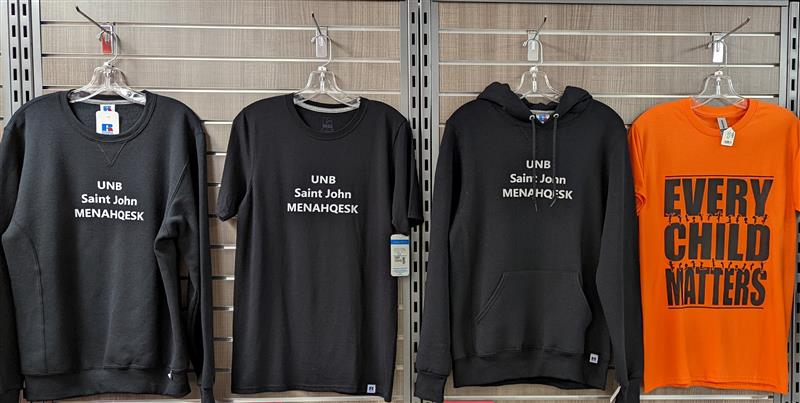 UNB
Saint John
MENAHQESK
UNB
Saint John
MENAHQESK
UNB
Saint John
MENAHQESK
EVERY
CHILD
MATTERS